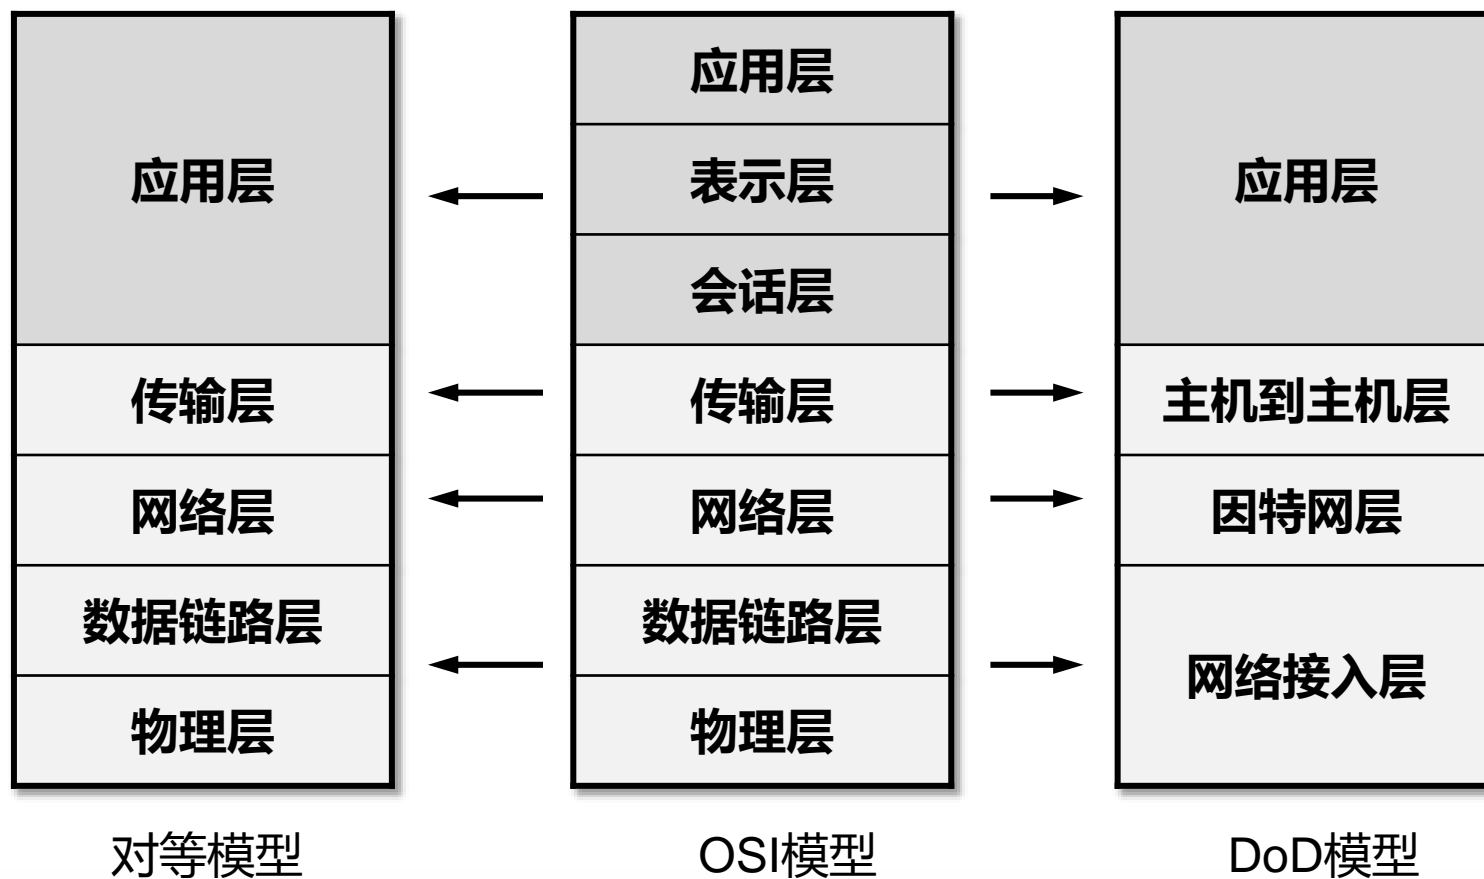 应用层
传输层
网络层
数据链路层
物理层
对等模型
应用层
表示层
会话层
传输层
网络层
数据链路层
物理层
OSI模型
应用层
主机到主机层
因特网层
网络接入层
DoD模型